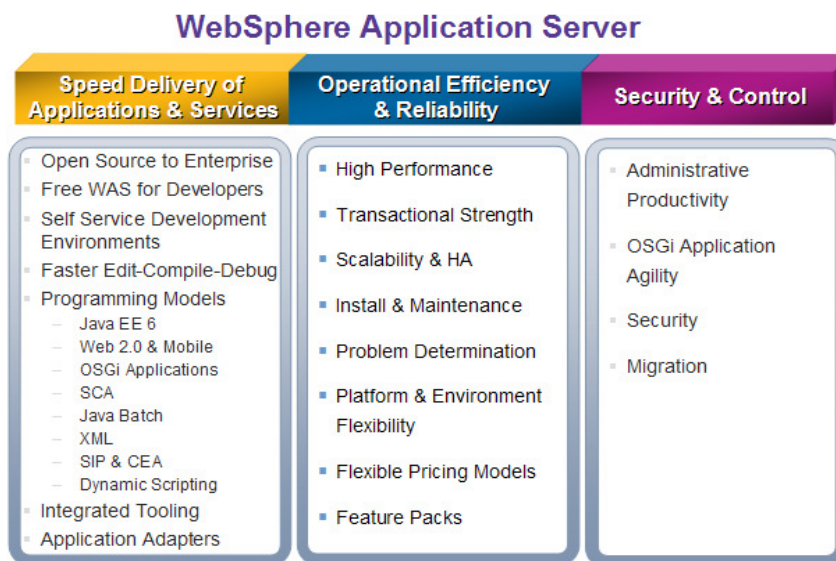 WebSphere Application Server
Speed Delivery of
Applications & Services
Open Source to Enterprise
Free WAS for Developers
Self Service Development
Environments
Faster Edit-Compile-Debug
Programming Models
Java EE 6
Web 2.0 & Mobile
OSGi Applications
SCA
Java Batch
XML
SIP & CEA
Dynamic Scripting
Integrated Tooling
Application Adapters
Operational Efficiency
& Reliability
High Performance
Transactional Strength
Scalability & HA
Install & Maintenance
Problem Determination
Platform & Environment
Flexibility
Flexible Pricing Models
Feature Packs
Security & Control
Administrative
Productivity
OSGi Application
Agility
Security
Migration